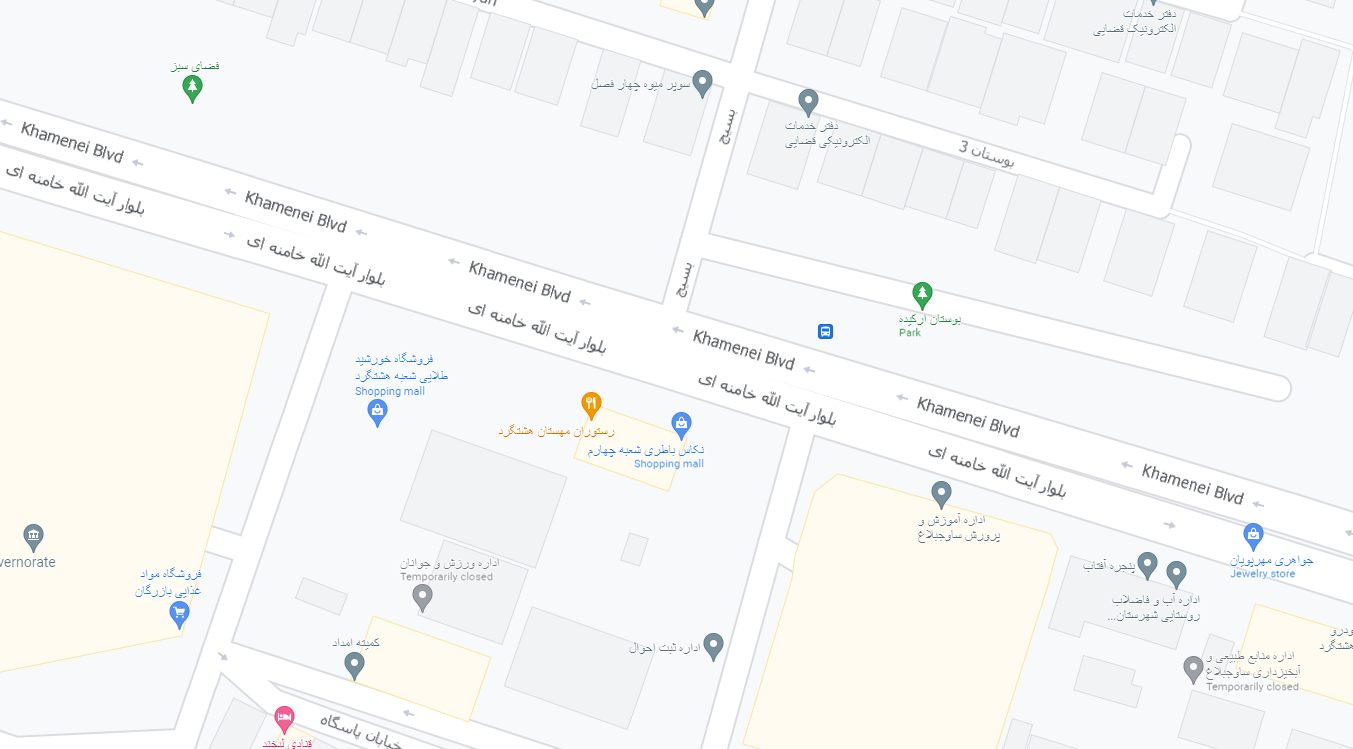 دفتر خدمات
الکترونیک قضایی
فضای سبز
سوپر میوه چهار فصل
دفتر خدمات
الکترونیکی قضایی
بسیج
بوستان 3
Khamenei Blvd
بلوار آیت الله خامنه ای
Khamenei Blvd
بلوار آیت الله خامنه ای
Khamenei Blvd
بلوار آیت الله خامنه ای
بسیج
بوستان ارکیده
Park
Khamenei Blvd
بلوار آیت الله خامنه ای
Khamenei Blvd
بلوار آیت الله خامنه ای
Khamenei Blvd
فروشگاه خورشید
طلایی شعبه هشتگرد
Shopping mall
رستوران مهستان هشتگرد
تکاس باطری شعبه چهارم
Shopping mall
اداره آموزش و
پرورش ساوجبلاغ
جواهری مهرپویان
Jewelry store
پنجره آفتاب
اداره آب و فاضلاب
روستایی شهرستان...
vernorate
فروشگاه مواد
غذایی بازرگان
اداره ورزش و جوانان
Temporarily closed
کمیته امداد
اداره ثبت احوال
ودرو
هشتگرد
اداره منابع طبیعی و
آبخیزداری ساوجبلاغ
Temporarily closed
خیابان پاسگاه
قنادی لبخند